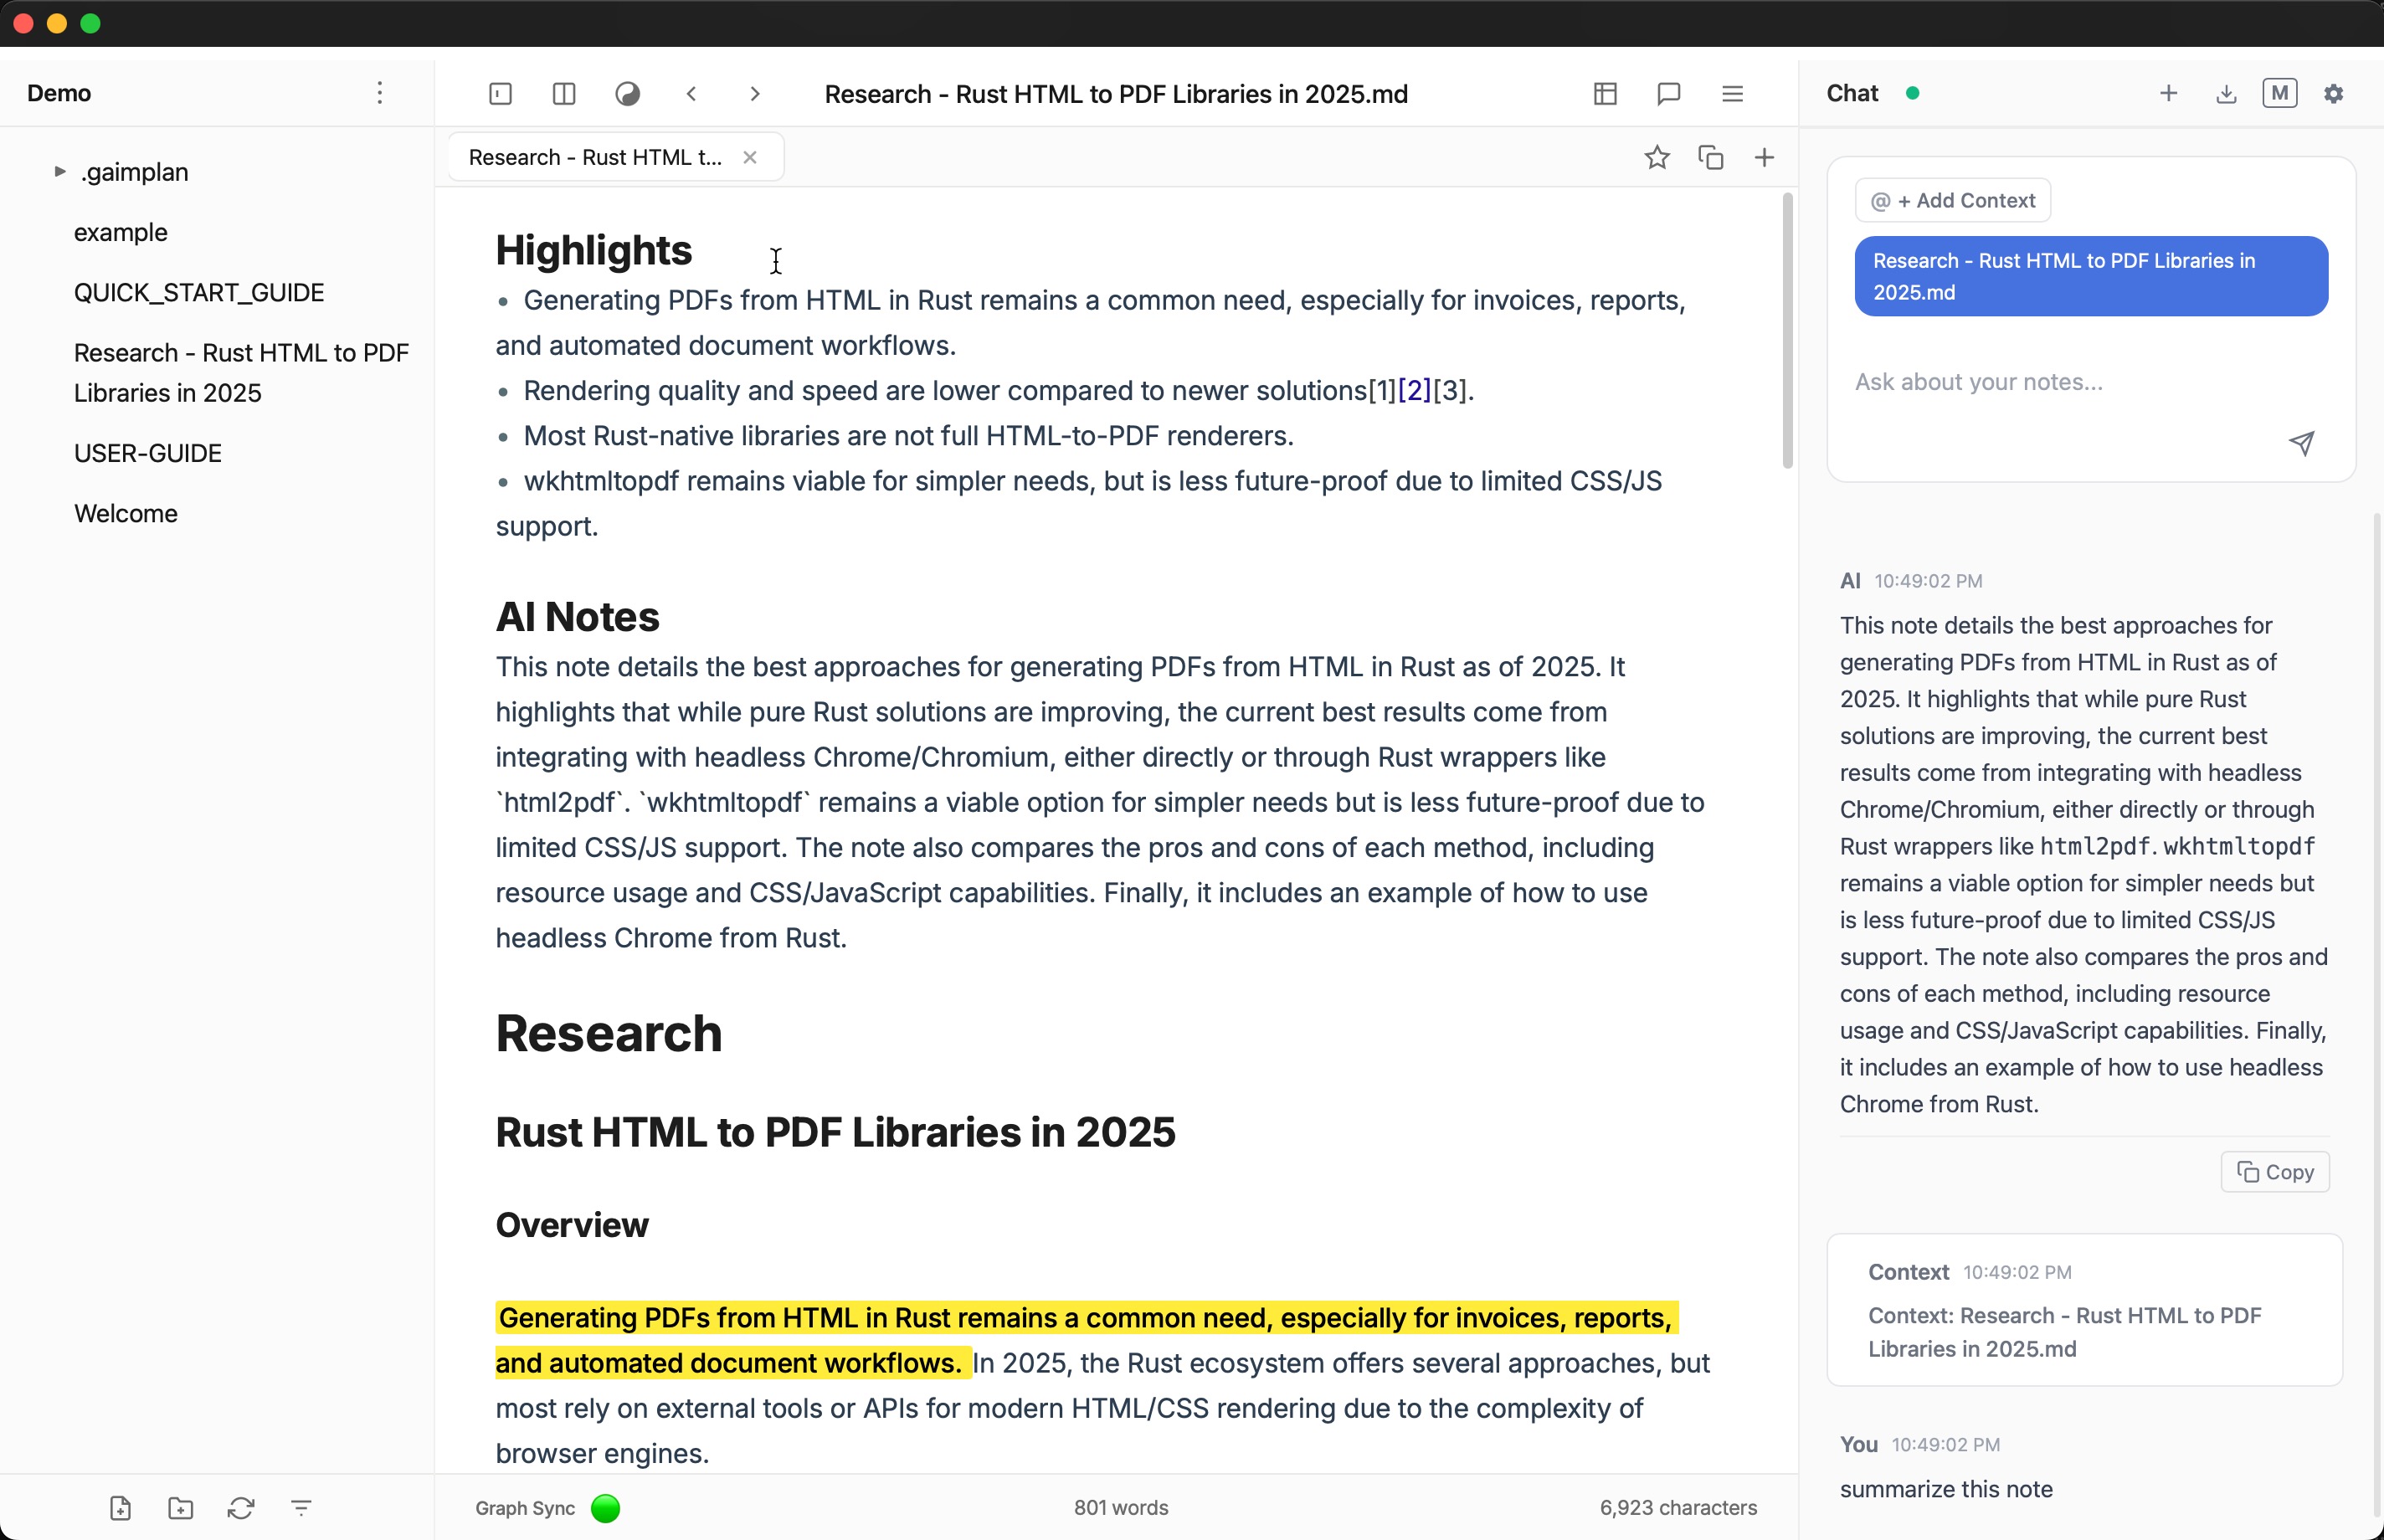 Demo
.gaimplan
example
QUICK_START_GUIDE
Research - Rust HTML to PDF
Libraries in 2025
USER-GUIDE
Welcome
Research - Rust HTML to PDF Libraries in 2025.md
Research - Rust HTML t...
Highlights
• Generating PDFs from HTML in Rust remains a common need, especially for invoices, reports,
and automated document workflows.
• Rendering quality and speed are lower compared to newer solutions[1][2][3].
• Most Rust-native libraries are not full HTML-to-PDF renderers.
• wkhtmltopdf remains viable for simpler needs, but is less future-proof due to limited CSS/JS
support.
AI Notes
This note details the best approaches for generating PDFs from HTML in Rust as of 2025. It
highlights that while pure Rust solutions are improving, the current best results come from
integrating with headless Chrome/Chromium, either directly or through Rust wrappers like
`html2pdf`. `wkhtmltopdf` remains a viable option for simpler needs but is less future-proof due to
limited CSS/JS support. The note also compares the pros and cons of each method, including
resource usage and CSS/JavaScript capabilities. Finally, it includes an example of how to use
headless Chrome from Rust.
Research
Rust HTML to PDF Libraries in 2025
Overview
Generating PDFs from HTML in Rust remains a common need, especially for invoices, reports,
and automated document workflows. In 2025, the Rust ecosystem offers several approaches, but
most rely on external tools or APIs for modern HTML/CSS rendering due to the complexity of
browser engines.
Graph Sync
801 words
6,923 characters
Chat
M
@ + Add Context
Research - Rust HTML to PDF Libraries in
2025.md
Ask about your notes...
AI 10:49:02 PM
This note details the best approaches for
generating PDFs from HTML in Rust as of
2025. It highlights that while pure Rust
solutions are improving, the current best
results come from integrating with headless
Chrome/Chromium, either directly or through
Rust wrappers like html2pdf. wkhtmltopdf
remains a viable option for simpler needs but
is less future-proof due to limited CSS/JS
support. The note also compares the pros and
cons of each method, including resource
usage and CSS/JavaScript capabilities. Finally,
it includes an example of how to use headless
Chrome from Rust.
Copy
Context 10:49:02 PM
Context: Research - Rust HTML to PDF
Libraries in 2025.md
You 10:49:02 PM
summarize this note